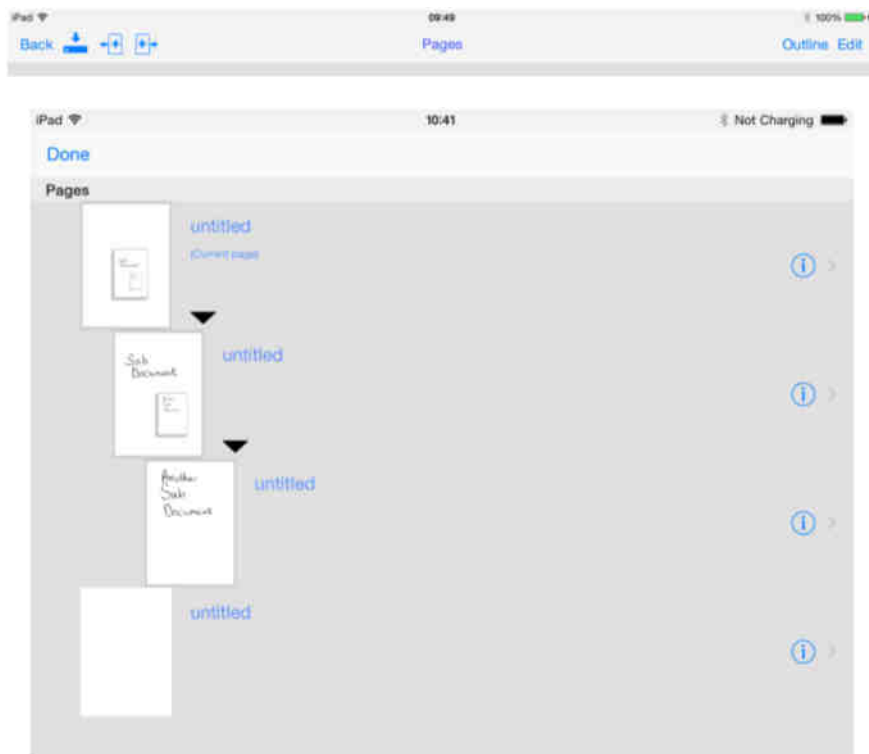 iPad 09:49 100%
Back Pages Outline Edit
iPad 10:41 Not Charging
Done
Pages
untitled
(Current page)
untitled
Sub
Document
untitled
Another
Sub
Document
untitled